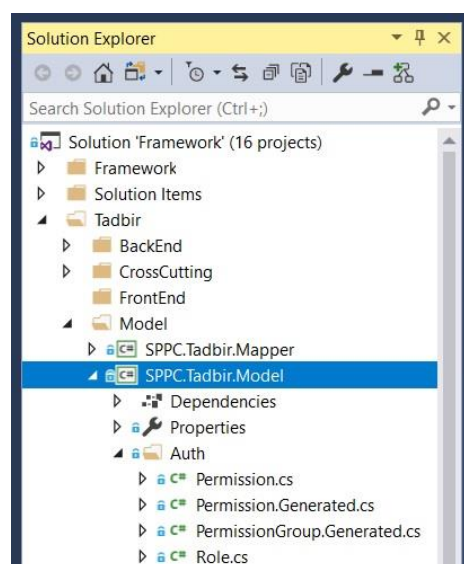 Solution Explorer
Search Solution Explorer (Ctrl+;)
Solution 'Framework' (16 projects)
Framework
Solution Items
Tadbir
BackEnd
CrossCutting
FrontEnd
Model
C# SPPC.Tadbir.Mapper
C# SPPC.Tadbir.Model
Dependencies
Properties
Auth
C# Permission.cs
C# Permission.Generated.cs
C# PermissionGroup.Generated.cs
C# Role.cs